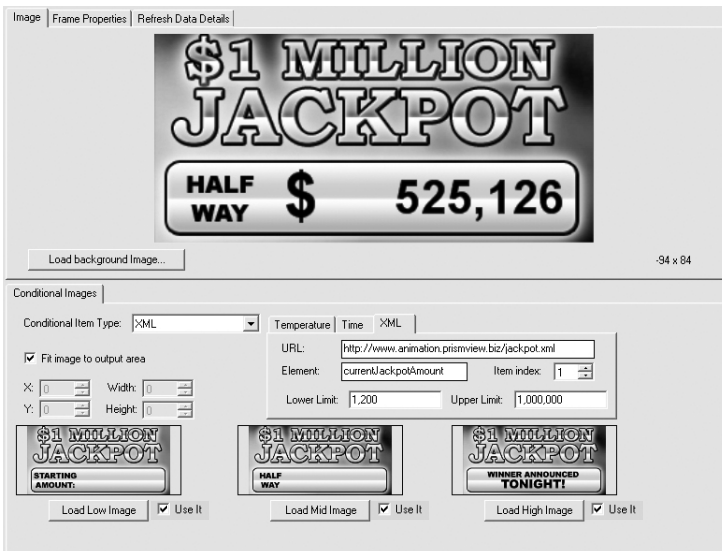 Image Frame Properties Refresh Data Details
$1 MILLION
JACKPOT
HALF
WAY $ 525,126
Load background Image... -94 x 84
Conditional Images
Conditional Item Type: XML Temperature Time XML
URL: http://www.animation.prismview.biz/jackpot.xml
Fit image to output area
Element: currentJackpotAmount Item index: 1
X: 0 Width: 0
Y: 0 Height: 0
Lower Limit: 1,200 Upper Limit: 1,000,000
$1 MILLION $1 MILLION $1 MILLION
JACKPOT JACKPOT JACKPOT
STARTING HALF WINNER ANNOUNCED
AMOUNT: WAY TONIGHT!
Load Low Image Use It Load Mid Image Use It Load High Image Use It